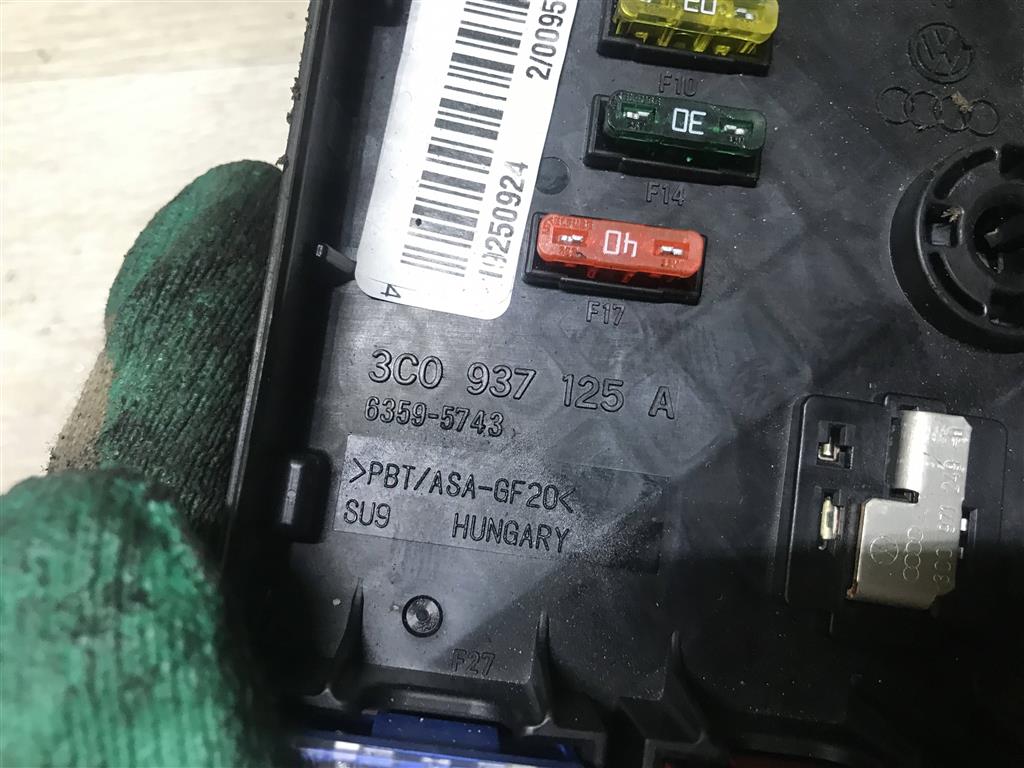 F10
30
F14
40
F17
2/0095
19250924
4
3C0 937 125 A
6359-5743
>PBT/ASA-GF20<
SU9 HUNGARY
F27